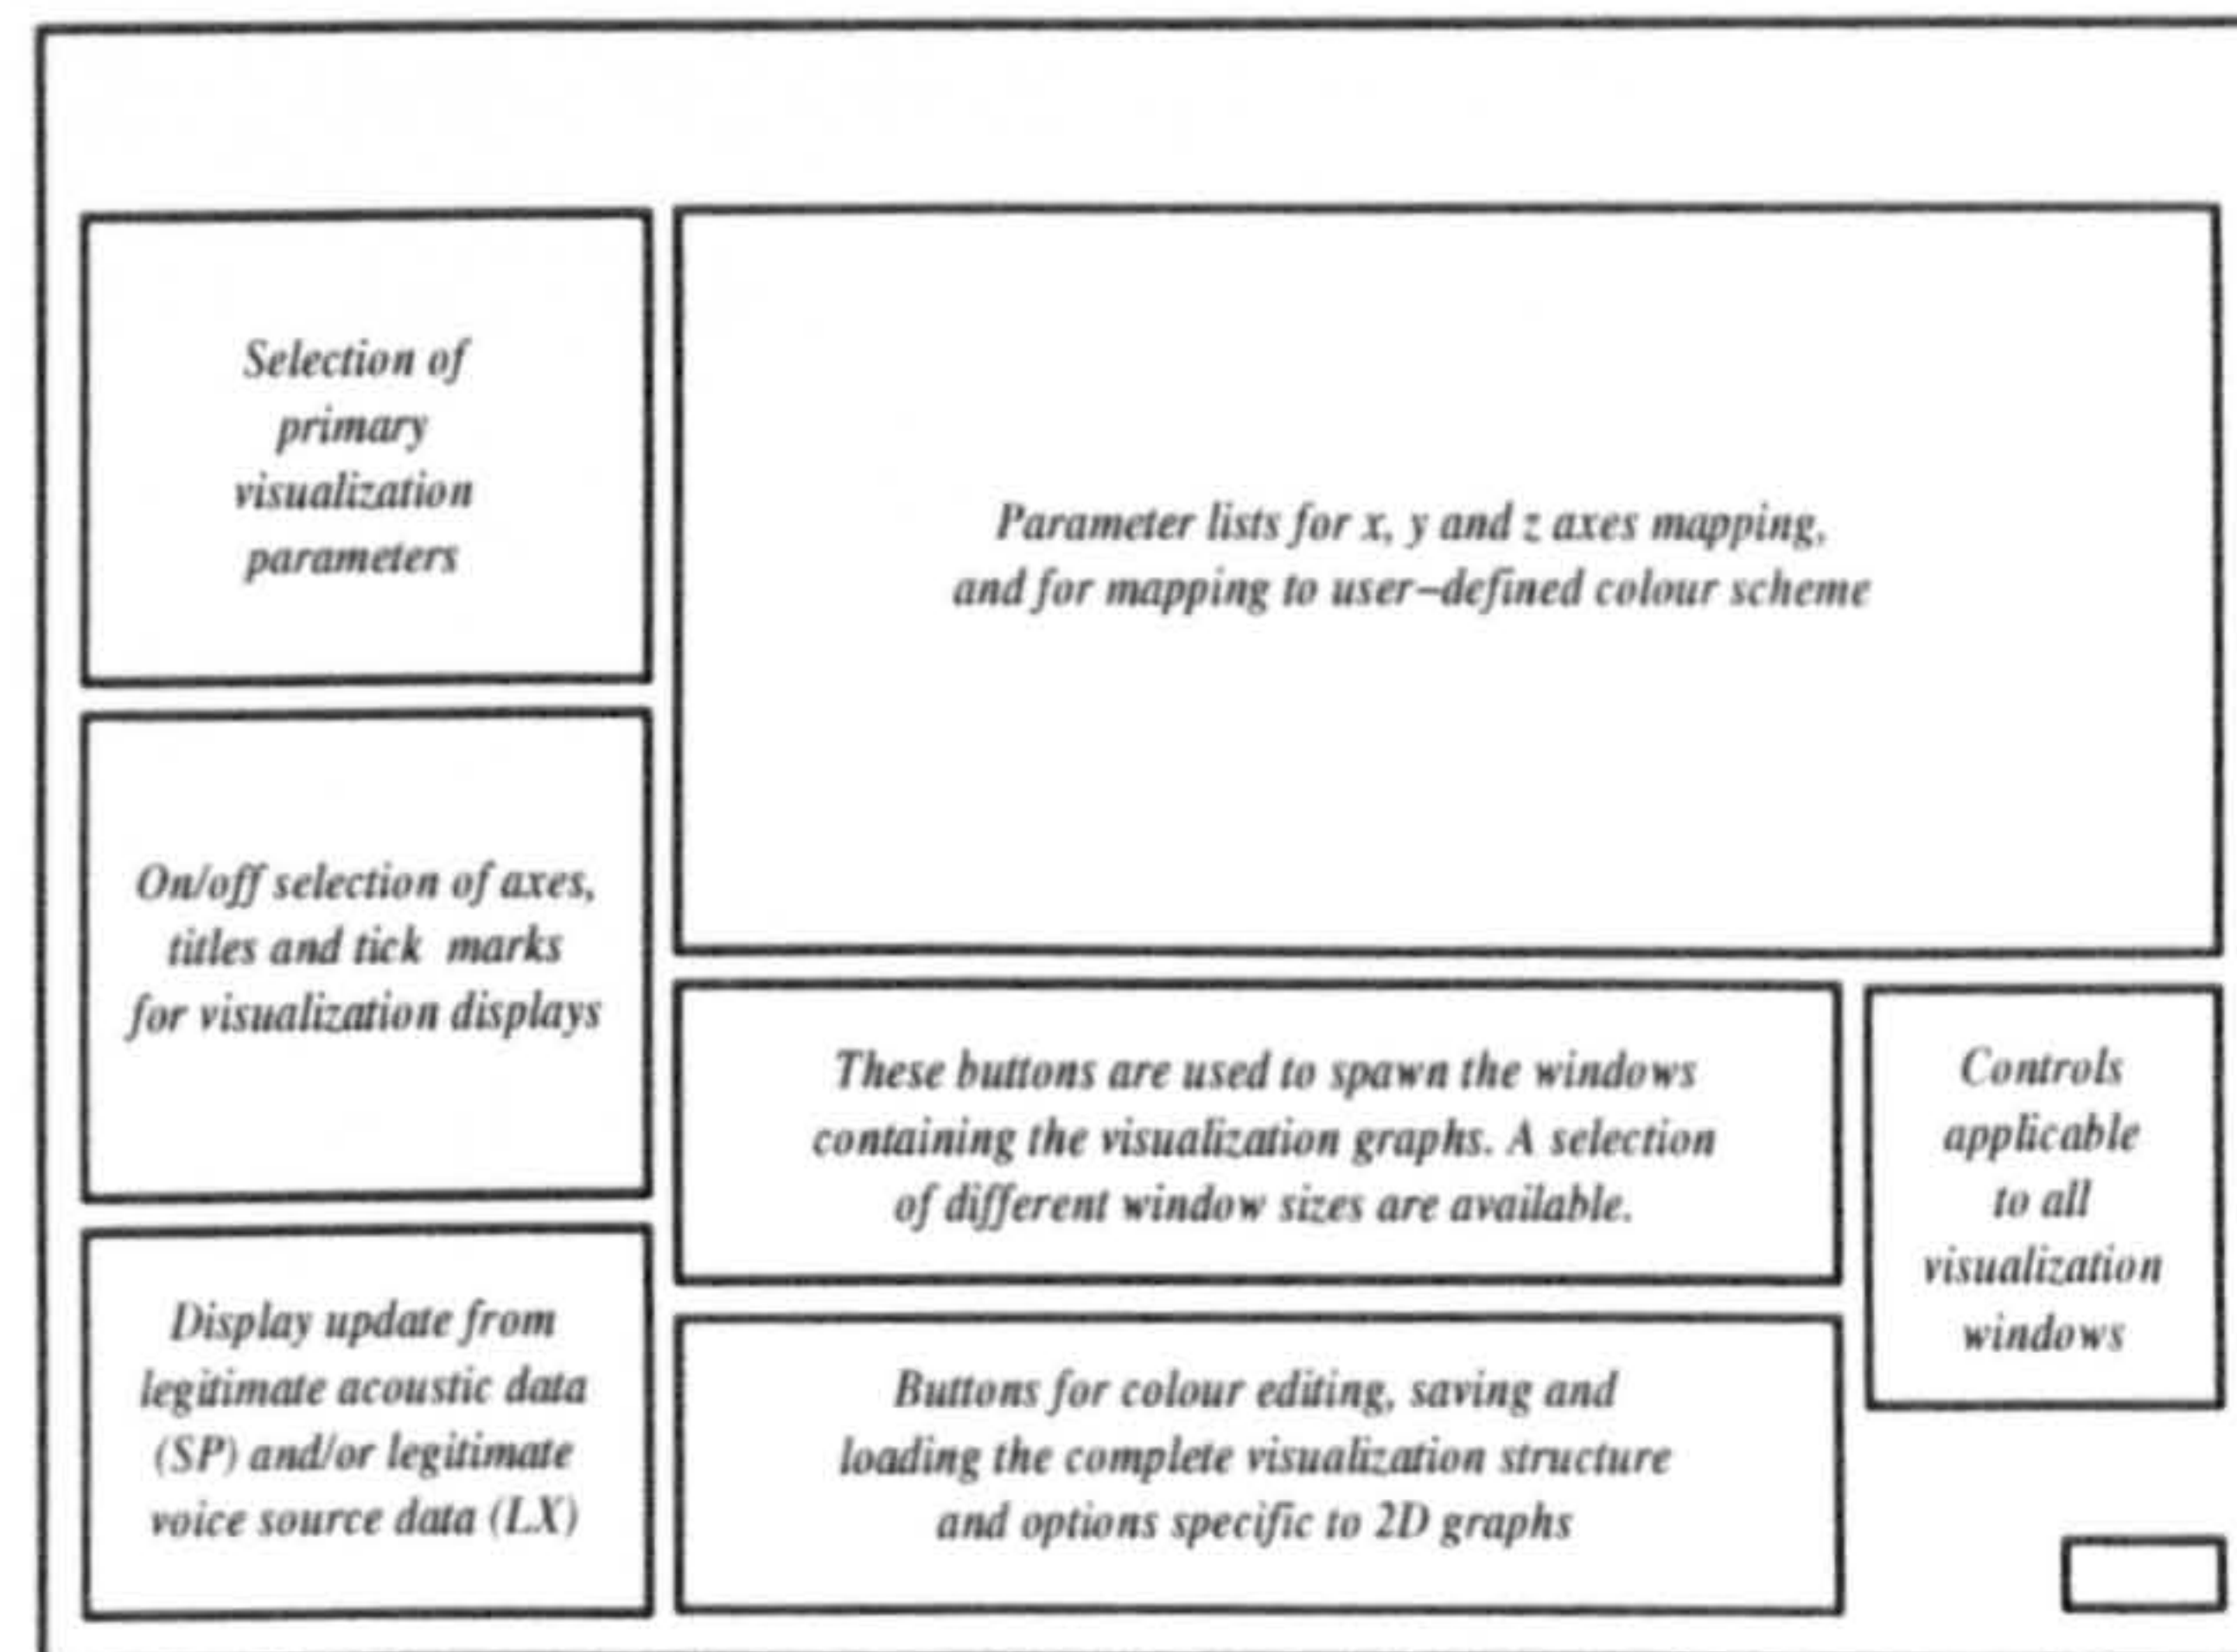 Selection of
primary
visualization
parameters
Parameter lists for x, y and z axes mapping,
and for mapping to user–defined colour scheme
On/off selection of axes,
titles and tick marks
for visualization displays
These buttons are used to spawn the windows
containing the visualization graphs. A selection
of different window sizes are available.
Controls
applicable
to all
visualization
windows
Display update from
legitimate acoustic data
(SP) and/or legitimate
voice source data (LX)
Buttons for colour editing, saving and
loading the complete visualization structure
and options specific to 2D graphs